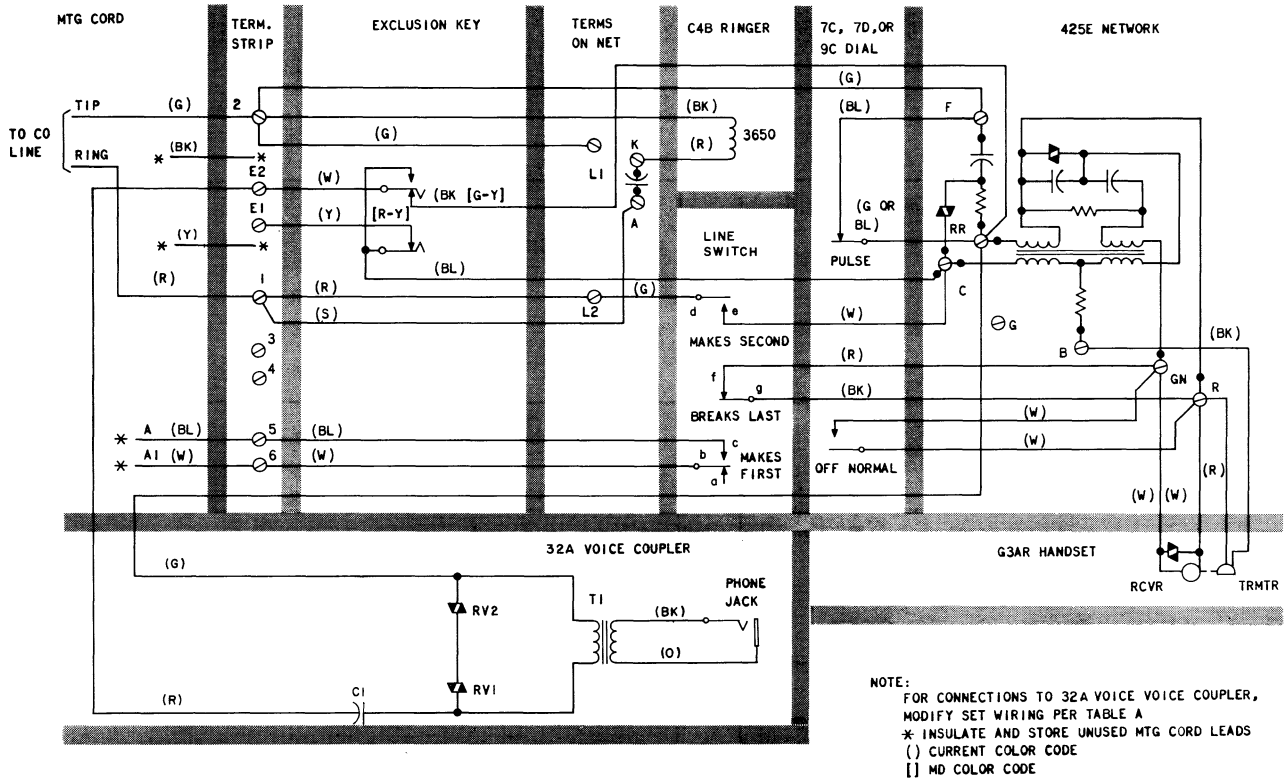 MTG CORD
TERM.
STRIP
EXCLUSION KEY
TERMS
ON NET
C4B RINGER
7C, 7D, OR
9C DIAL
425E NETWORK
TO CO
LINE
TIP
(G)
2
(BK)
(G)
(BL)
F
RING
* (BK) *
(G)
L1
K
(R)
3650
E2
(W)
(BK [G-Y]
E1
(Y)
[R-Y]
A
* (Y) *
(BL)
LINE
SWITCH
(G OR
BL)
PULSE
RR
C
(R)
1
(R)
(S)
L2
(G)
d
e
MAKES SECOND
(W)
G
B
(BK)
3
4
f
g
(R)
(BK)
BREAKS LAST
GN
R
(W)
(W)
OFF NORMAL
* A (BL)
5
(BL)
c
* A1 (W)
6
(W)
b
a
MAKES
FIRST
(W)
(W)
(R)
32A VOICE COUPLER
G3AR HANDSET
RCVR
TRMTR
(G)
RV2
T1
PHONE
JACK
(BK)
(O)
RV1
(R)
C1
NOTE:
FOR CONNECTIONS TO 32A VOICE VOICE COUPLER,
MODIFY SET WIRING PER TABLE A
* INSULATE AND STORE UNUSED MTG CORD LEADS
() CURRENT COLOR CODE
[] MD COLOR CODE